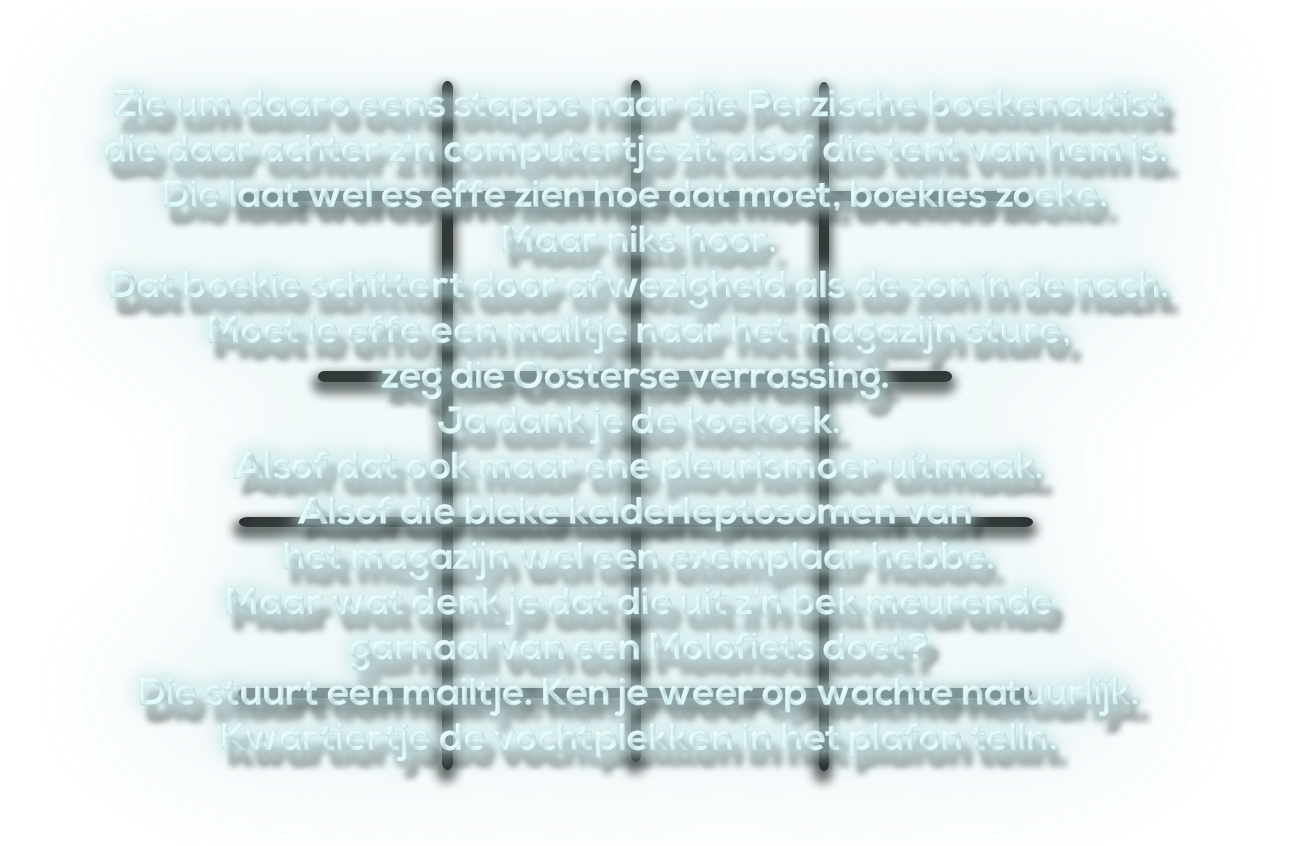 Zie um daaro eens stappe naar die Perzische boekenautist
die daar achter z'n computertje zit alsof die tent van hem is.
Die laat wel es effe zien hoe dat moet, boekies zoeke.
Maar niks hoor.
Dat boekie schittert door afwezigheid als de zon in de nach.
Moet ie effe een mailtje naar het magazijn sture,
zeg die Oosterse verrassing.
Ja dank je de koekoek.
Alsof dat ook maar ene pleurismoer uitmaak.
Alsof die bleke kelderleptosomen van
het magazijn wel een exemplaar hebbe.
Maar wat denk je dat die uit z'n bek meurende
garnaal van een Molofiets doet?
Die stuurt een mailtje. Ken je weer op wachte natuurlijk.
Kwartiertje de vochtplekken in het plafon telln.